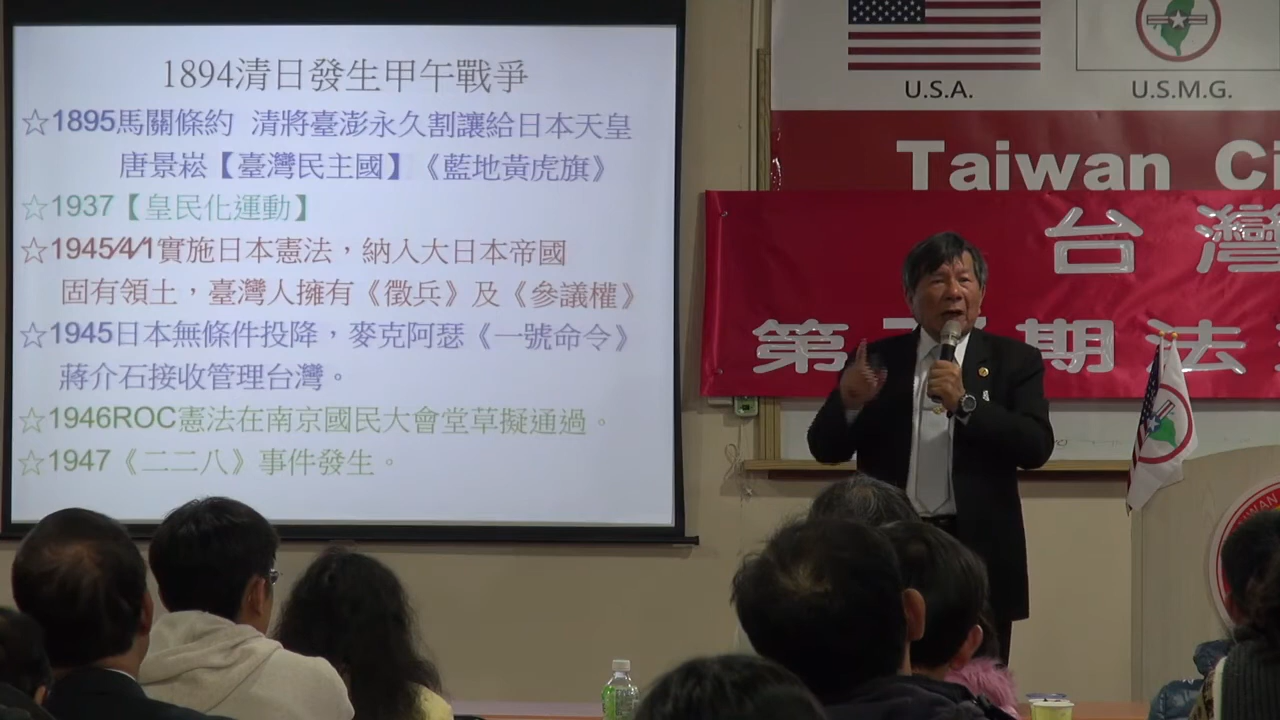 1894清日發生甲午戰爭
☆1895馬關條約 清將臺澎永久割讓給日本天皇
唐景崧【臺灣民主國】《藍地黃虎旗》
☆1937【皇民化運動】
☆1945/4/1實施日本憲法，納入大日本帝國
固有領土，臺灣人擁有《徵兵》及《參議權》
☆1945日本無條件投降，麥克阿瑟《一號命令》
蔣介石接收管理台灣。
☆1946ROC憲法在南京國民大會堂草擬通過。
☆1947《二二八》事件發生。
U.S.A.
U.S.M.G.
Taiwan Ci
台灣
第 期法